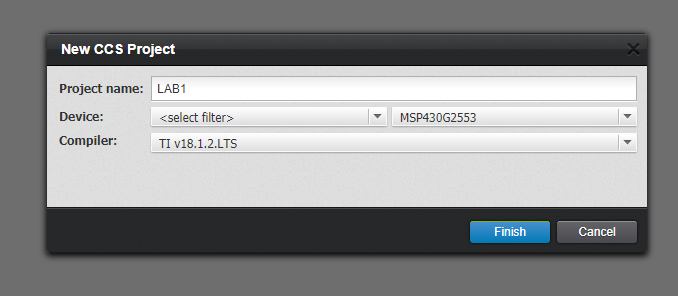 New CCS Project
Project name: LAB1
Device: <select filter> MSP430G2553
Compiler: TI v18.1.2.LTS
Finish Cancel